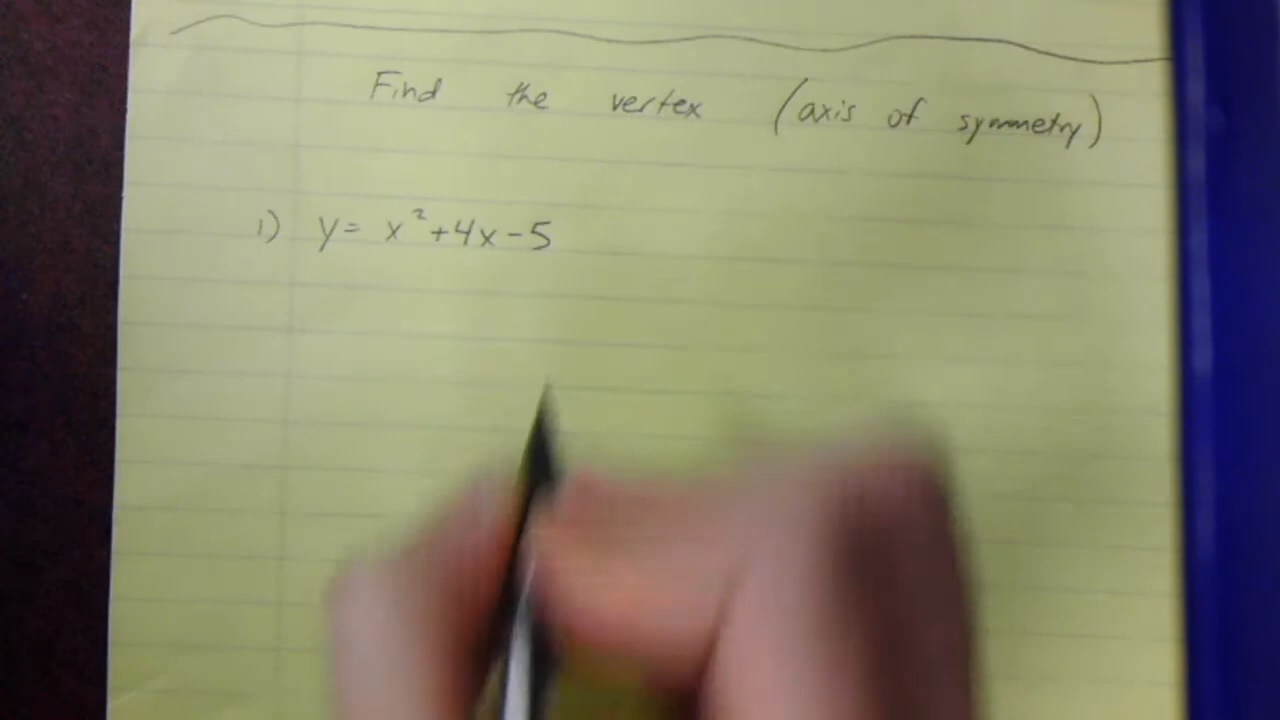 Find the vertex (axis of symmetry)
1) y= x²+4x-5